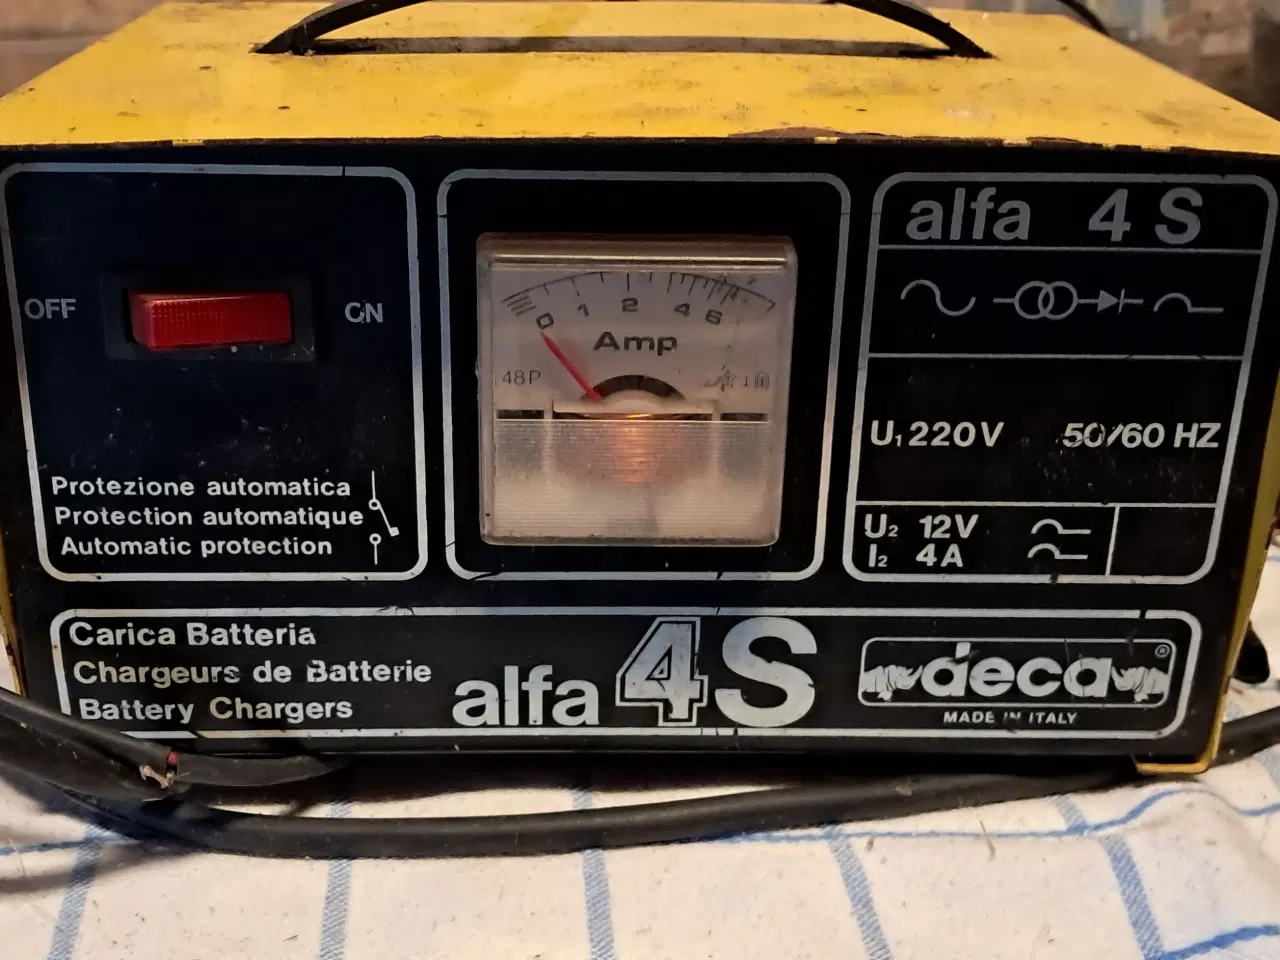 OFF
ON
Protezione automatica
Protection automatique
Automatic protection
0 1 2 4 6
Amp
48P
1
alfa 4 S
U1 220V 50/60 HZ
U2 12V
I2 4A
Carica Batteria
Chargeurs de Batterie
Battery Chargers
alfa 4S
deca®
MADE IN ITALY